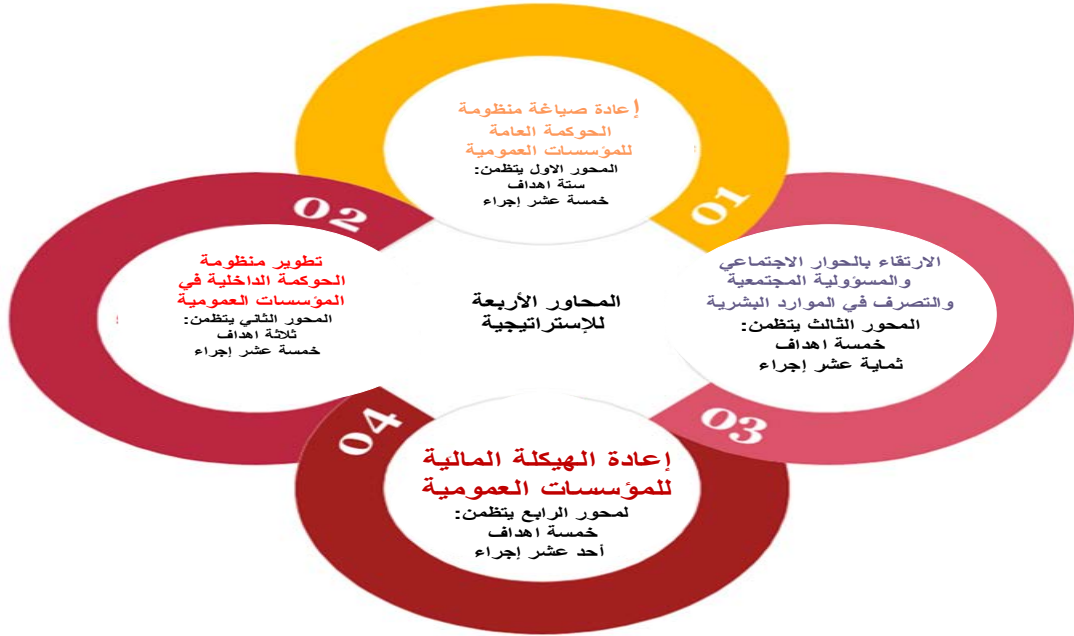 إعادة صياغة منظومة
الحوكمة العامة
للمؤسسات العمومية
المحور الاول يتظمن:
ستة اهداف
خمسة عشر إجراء
01
02
تطوير منظومة
الحوكمة الداخلية في
المؤسسات العمومية
المحور الثاني يتظمن:
ثلاثة اهداف
خمسة عشر إجراء
المحاور الأربعة
للإستراتيجية
الارتقاء بالحوار الاجتماعي
والمسؤولية المجتمعية
والتصرف في الموارد البشرية
المحور الثالث يتظمن:
خمسة اهداف
ثماية عشر إجراء
03
04
إعادة الهيكلة المالية
للمؤسسات العمومية
لمحور الرابع يتظمن:
خمسة اهداف
أحد عشر إجراء